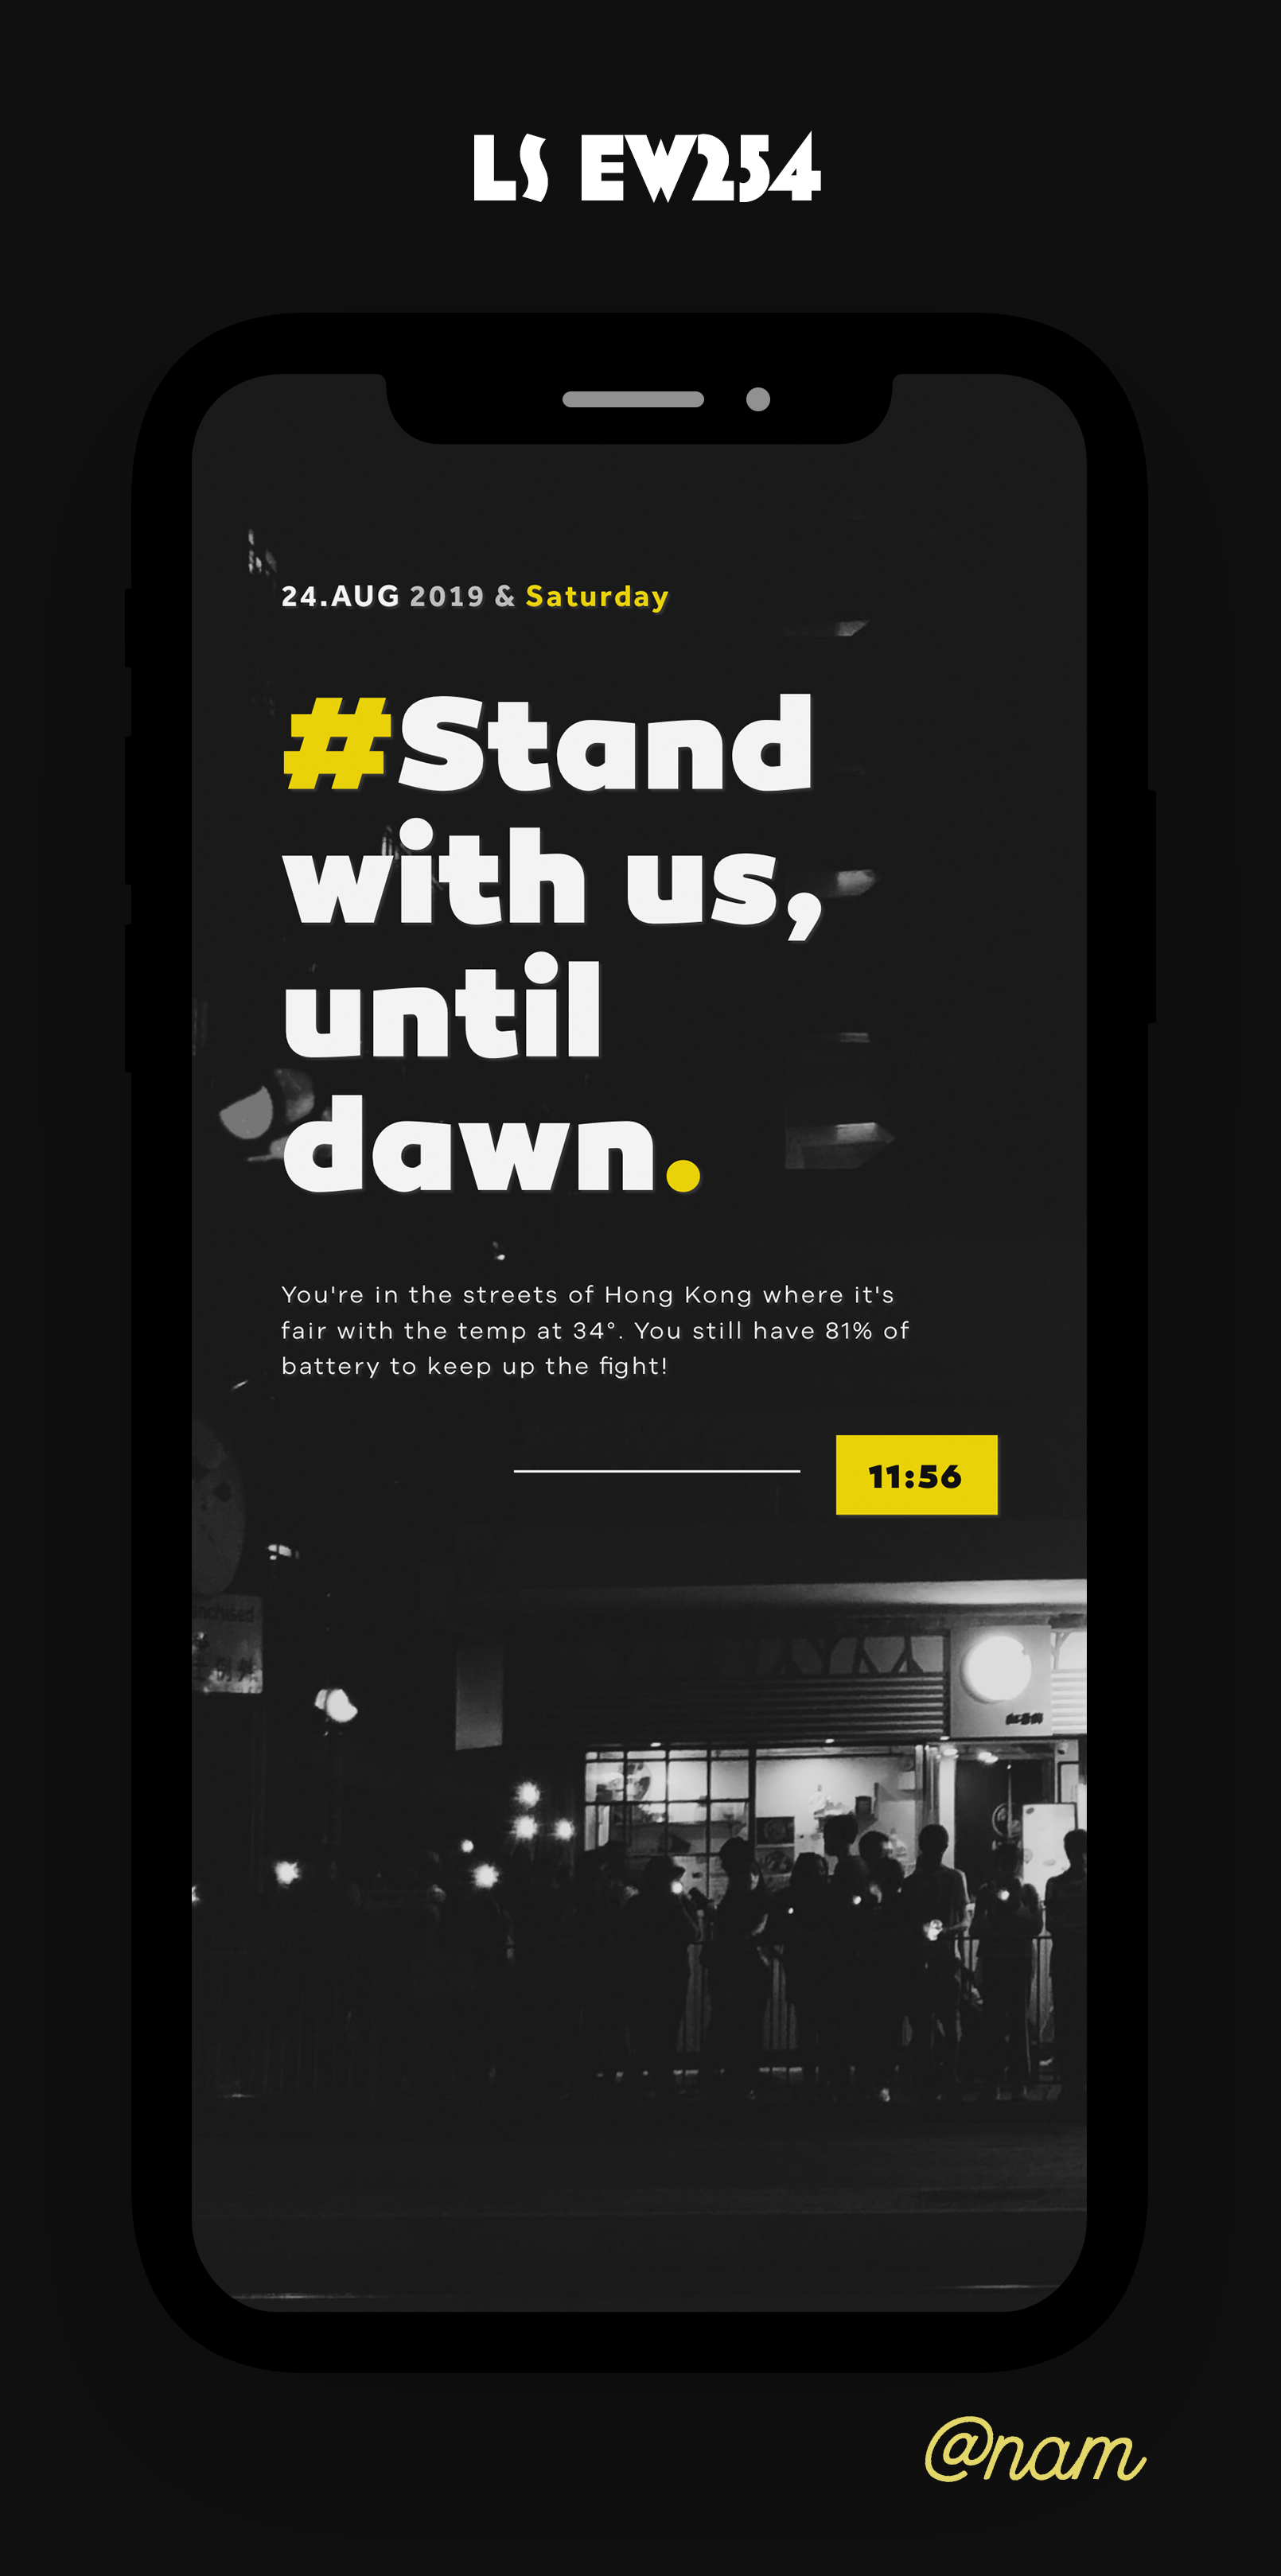 LS EW254
24.AUG 2019 & Saturday
#Stand
with us,
until
dawn.
You're in the streets of Hong Kong where it's
fair with the temp at 34°. You still have 81% of
battery to keep up the fight!
11:56
@nam